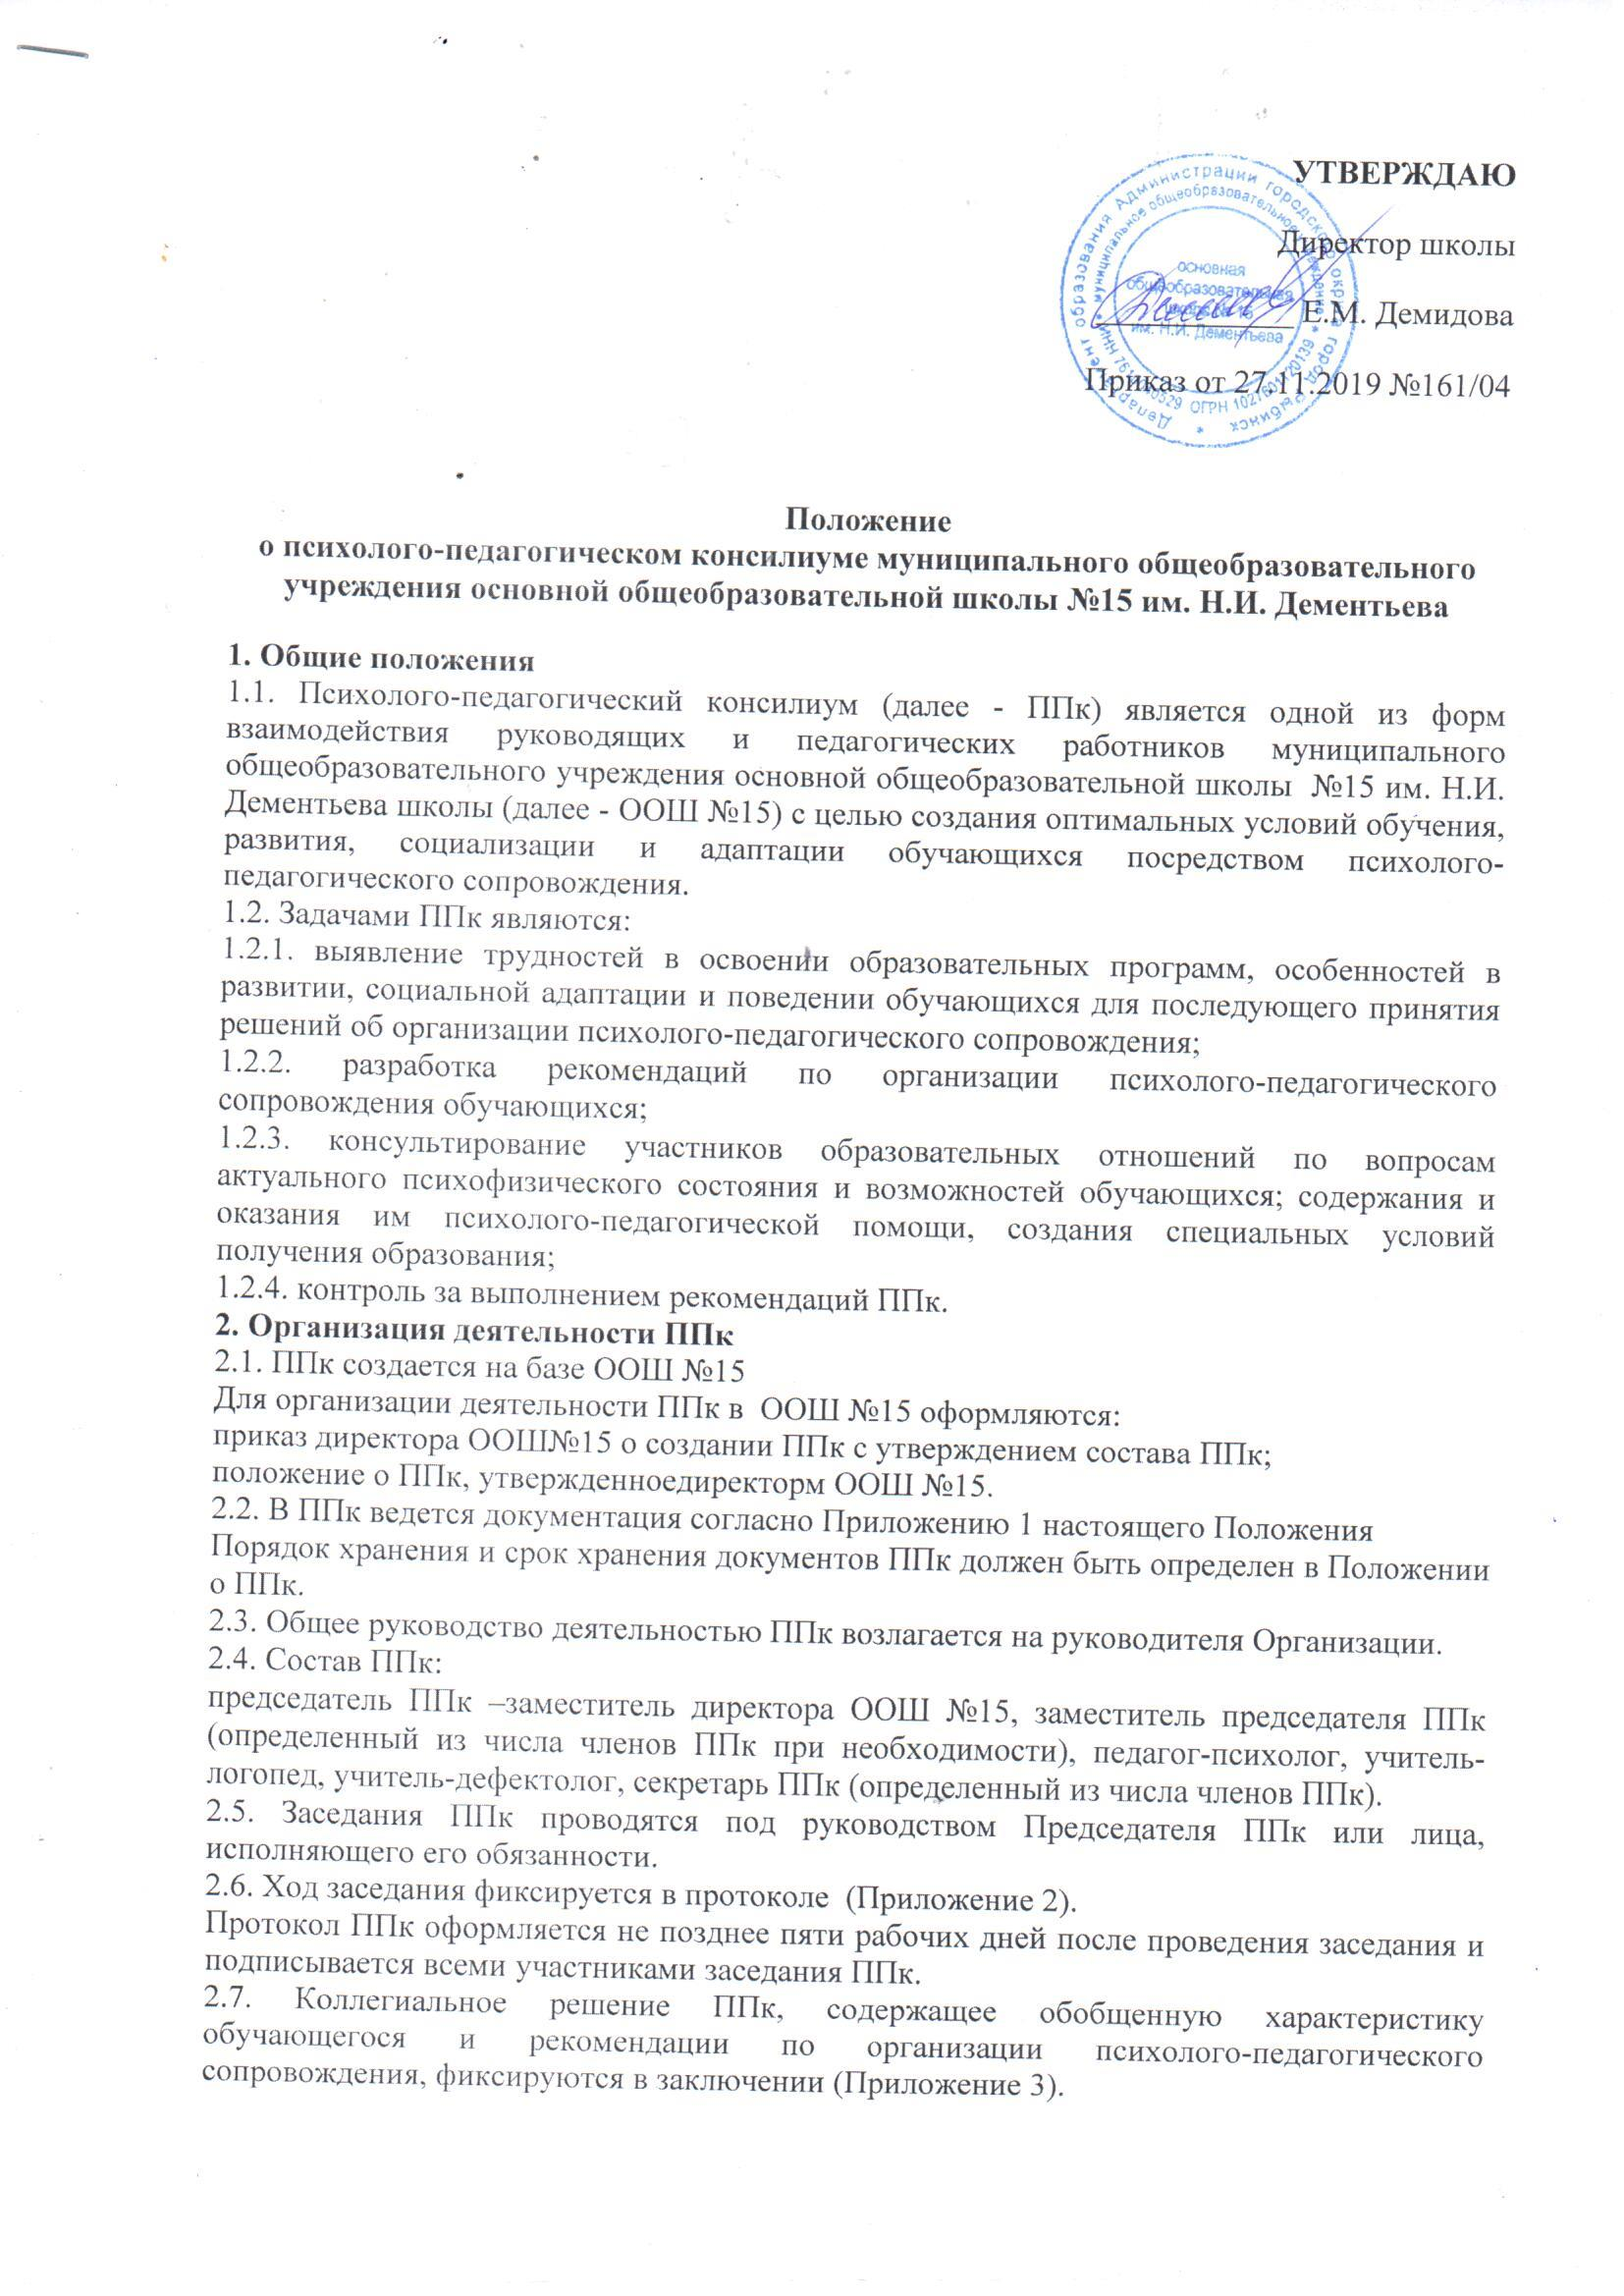 УТВЕРЖДАЮ
Директор школы
Е.М. Демидова
Приказ от 27.11.2019 №161/04
Департамент образования Администрации городского округа город Рыбинск
муниципальное общеобразовательное учреждение
ОГРН
основная
общеобразовательная
им. Н.И. Дементьева
Положение
о психолого-педагогическом консилиуме муниципального общеобразовательного
учреждения основной общеобразовательной школы №15 им. Н.И. Дементьева
1. Общие положения
1.1. Психолого-педагогический консилиум (далее - ППк) является одной из форм
взаимодействия руководящих и педагогических работников муниципального
общеобразовательного учреждения основной общеобразовательной школы №15 им. Н.И.
Дементьева школы (далее - ООШ №15) с целью создания оптимальных условий обучения,
развития, социализации и адаптации обучающихся посредством психолого-
педагогического сопровождения.
1.2. Задачами ППк являются:
1.2.1. выявление трудностей в освоении образовательных программ, особенностей в
развитии, социальной адаптации и поведении обучающихся для последующего принятия
решений об организации психолого-педагогического сопровождения;
1.2.2. разработка рекомендаций по организации психолого-педагогического
сопровождения обучающихся;
1.2.3. консультирование участников образовательных отношений по вопросам
актуального психофизического состояния и возможностей обучающихся; содержания и
оказания им психолого-педагогической помощи, создания специальных условий
получения образования;
1.2.4. контроль за выполнением рекомендаций ППк.
2. Организация деятельности ППк
2.1. ППк создается на базе ООШ №15
Для организации деятельности ППк в ООШ №15 оформляются:
приказ директора ООШ№15 о создании ППк с утверждением состава ППк;
положение о ППк, утвержденноедиректорм ООШ №15.
2.2. В ППк ведется документация согласно Приложению 1 настоящего Положения
Порядок хранения и срок хранения документов ППк должен быть определен в Положении
о ППк.
2.3. Общее руководство деятельностью ППк возлагается на руководителя Организации.
2.4. Состав ППк:
председатель ППк –заместитель директора ООШ №15, заместитель председателя ППк
(определенный из числа членов ППк при необходимости), педагог-психолог, учитель-
логопед, учитель-дефектолог, секретарь ППк (определенный из числа членов ППк).
2.5. Заседания ППк проводятся под руководством Председателя ППк или лица,
исполняющего его обязанности.
2.6. Ход заседания фиксируется в протоколе (Приложение 2).
Протокол ППк оформляется не позднее пяти рабочих дней после проведения заседания и
подписывается всеми участниками заседания ППк.
2.7. Коллегиальное решение ППк, содержащее обобщенную характеристику
обучающегося и рекомендации по организации психолого-педагогического
сопровождения, фиксируются в заключении (Приложение 3).